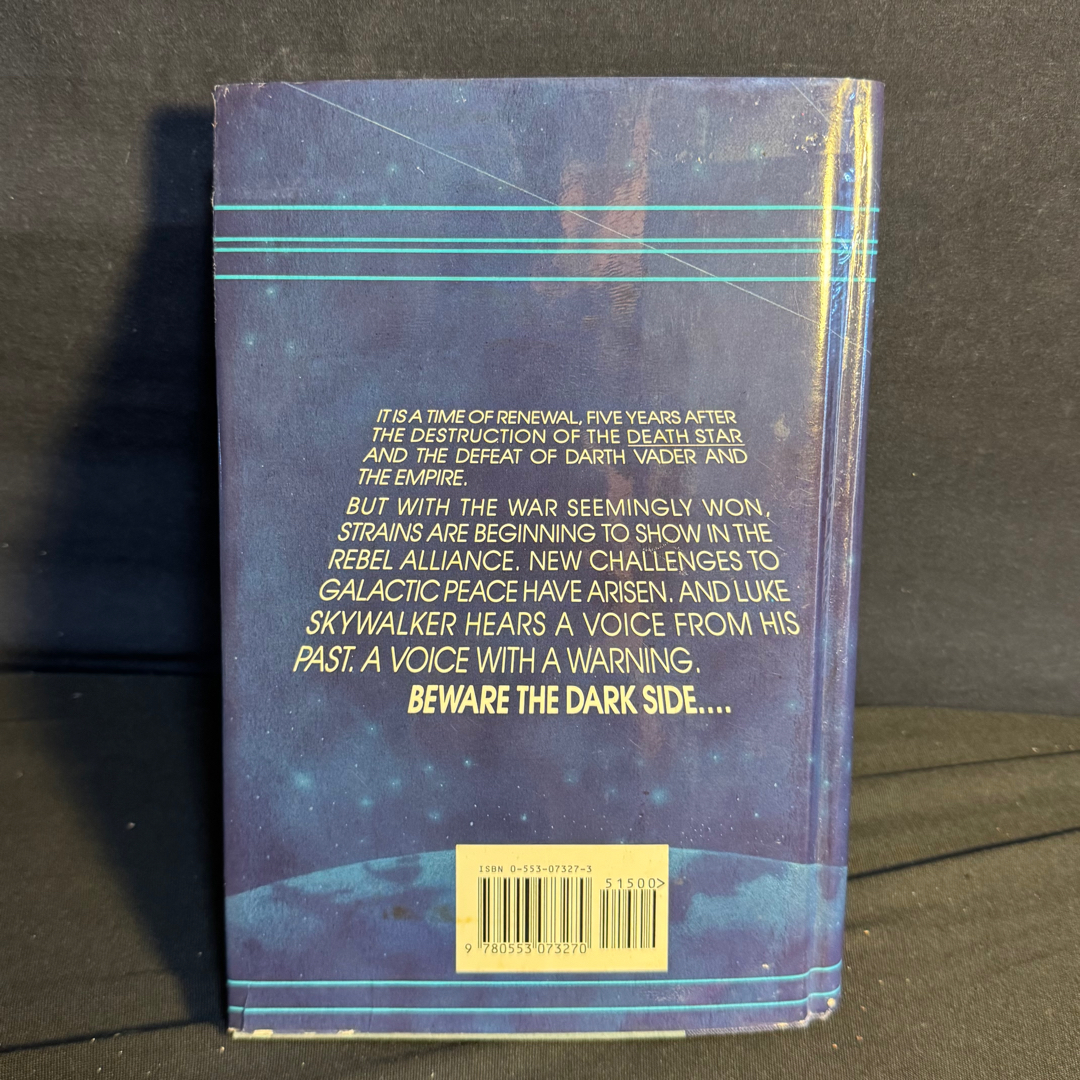 IT IS A TIME OF RENEWAL, FIVE YEARS AFTER
THE DESTRUCTION OF THE DEATH STAR
AND THE DEFEAT OF DARTH VADER AND
THE EMPIRE.
BUT WITH THE WAR SEEMINGLY WON,
STRAINS ARE BEGINNING TO SHOW IN THE
REBEL ALLIANCE. NEW CHALLENGES TO
GALACTIC PEACE HAVE ARISEN. AND LUKE
SKYWALKER HEARS A VOICE FROM HIS
PAST. A VOICE WITH A WARNING.
BEWARE THE DARK SIDE....
ISBN 0-553-07327-3
51500>
9 780553 073270